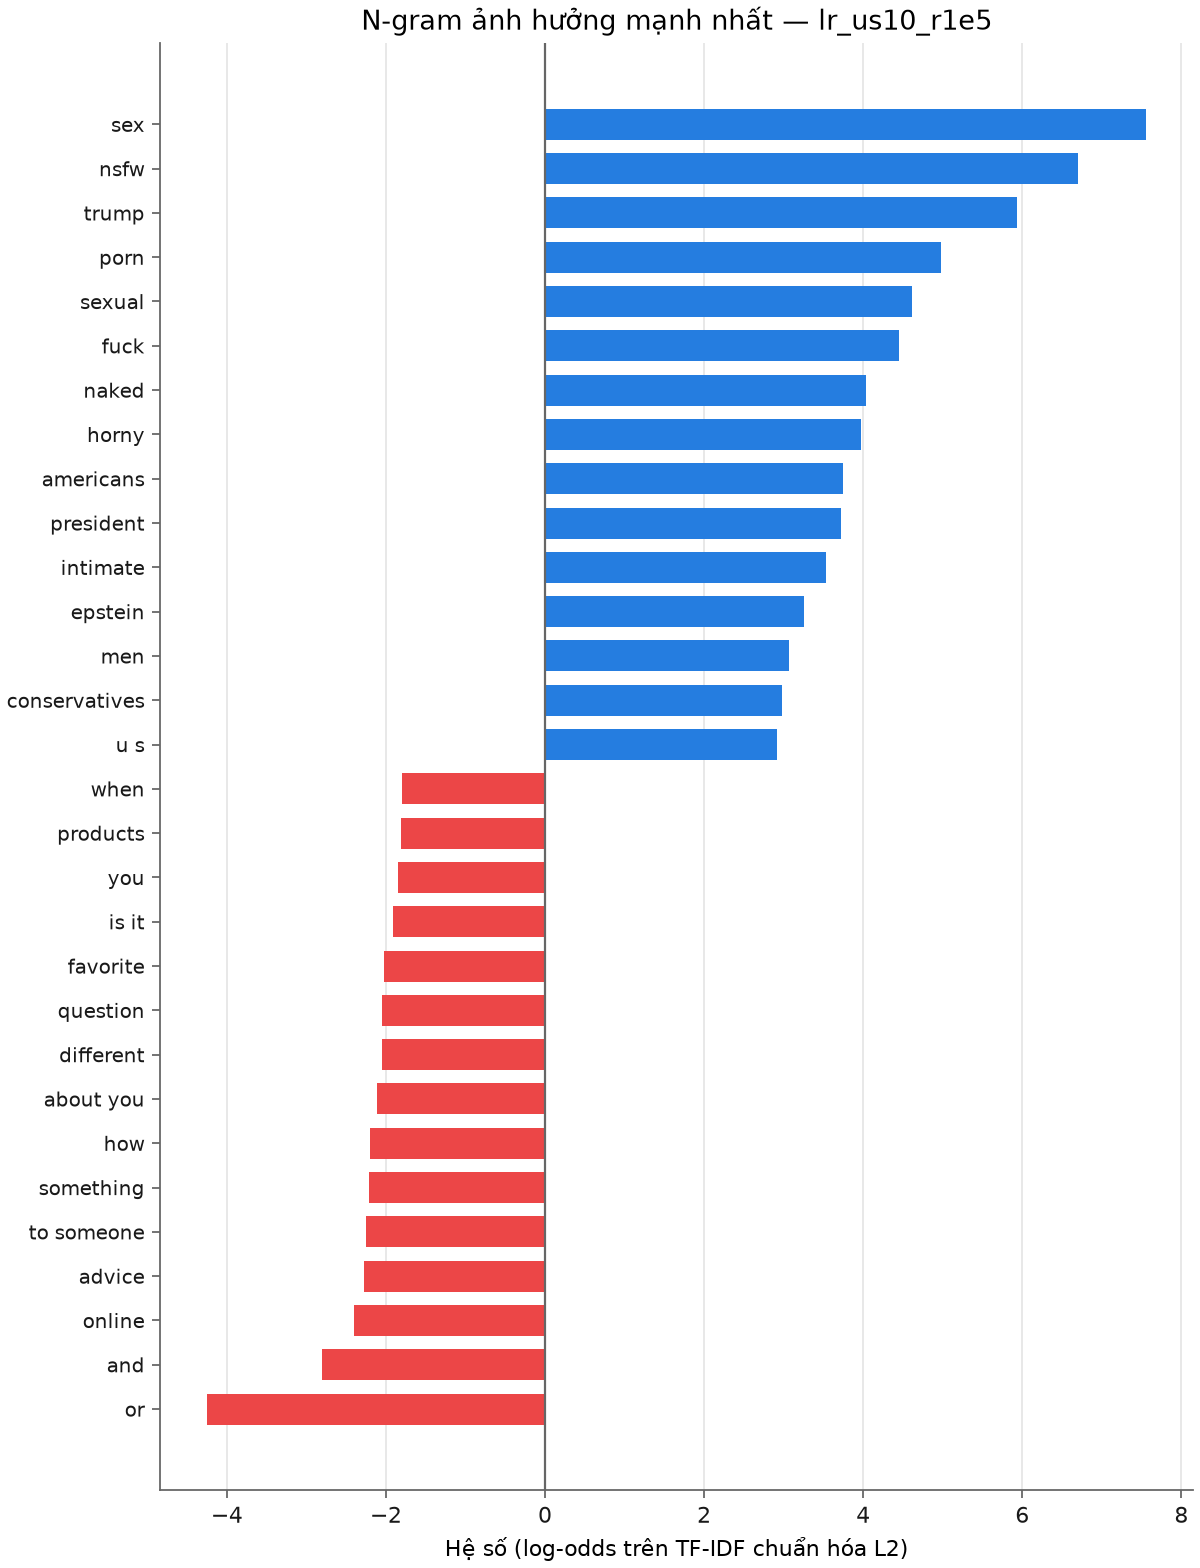 N-gram ảnh hưởng mạnh nhất — lr_us10_r1e5
sex
nsfw
trump
porn
sexual
fuck
naked
horny
americans
president
intimate
epstein
men
conservatives
u s
when
products
you
is it
favorite
question
different
about you
how
something
to someone
advice
online
and
or
−4 −2 0 2 4 6 8
Hệ số (log-odds trên TF-IDF chuẩn hóa L2)